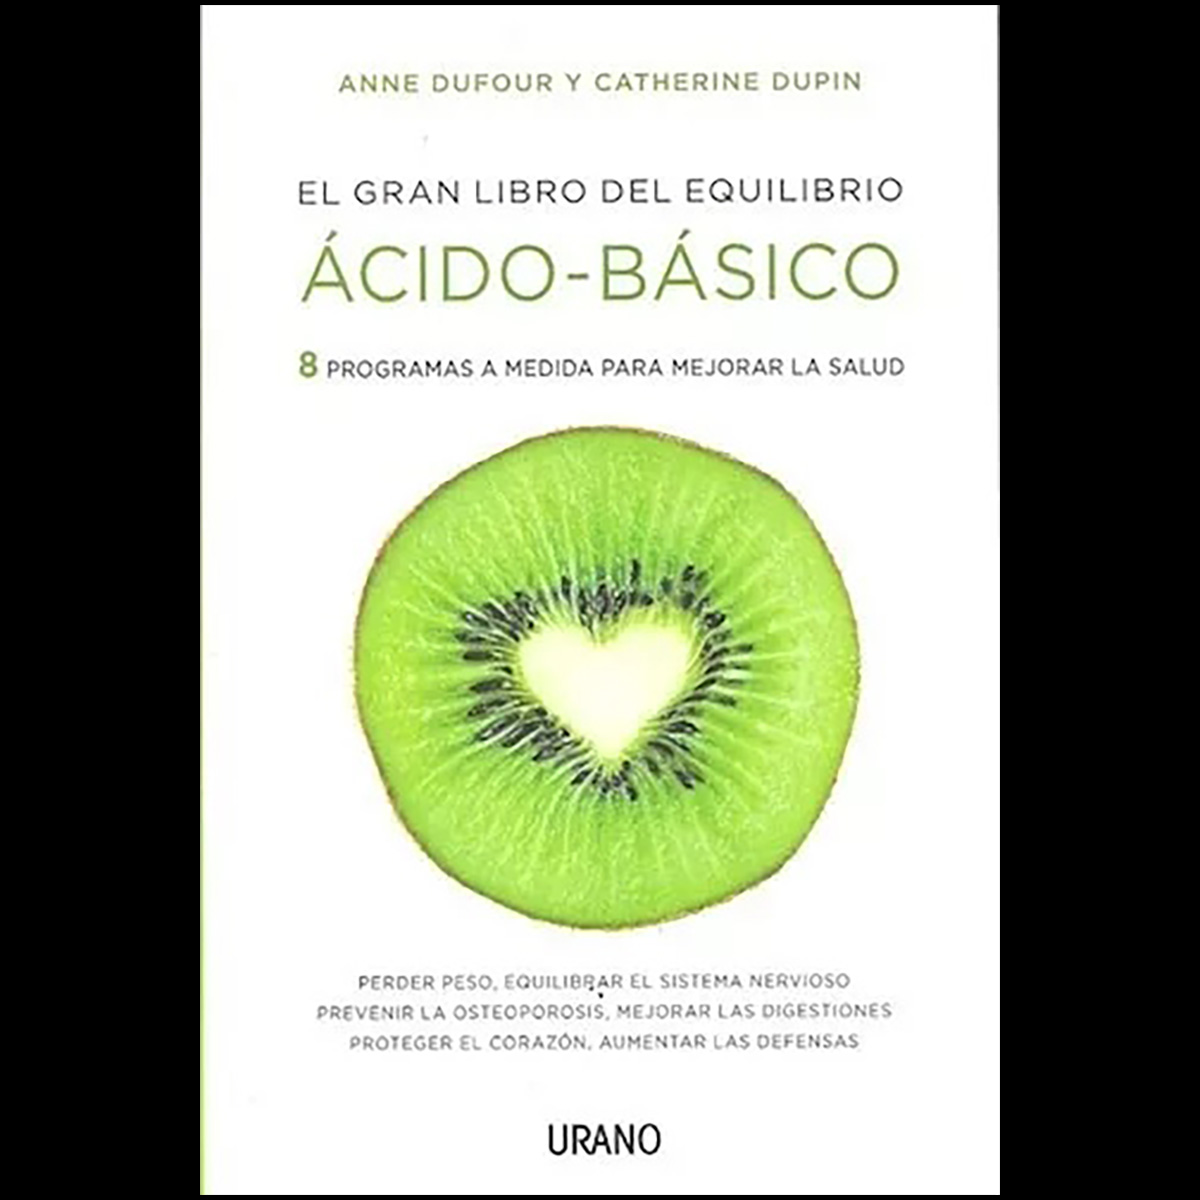 ANNE DUFOUR Y CATHERINE DUPIN
EL GRAN LIBRO DEL EQUILIBRIO
ÁCIDO-BÁSICO
8 PROGRAMAS A MEDIDA PARA MEJORAR LA SALUD
PERDER PESO, EQUILIBRAR EL SISTEMA NERVIOSO
PREVENIR LA OSTEOPOROSIS, MEJORAR LAS DIGESTIONES
PROTEGER EL CORAZÓN, AUMENTAR LAS DEFENSAS
URANO